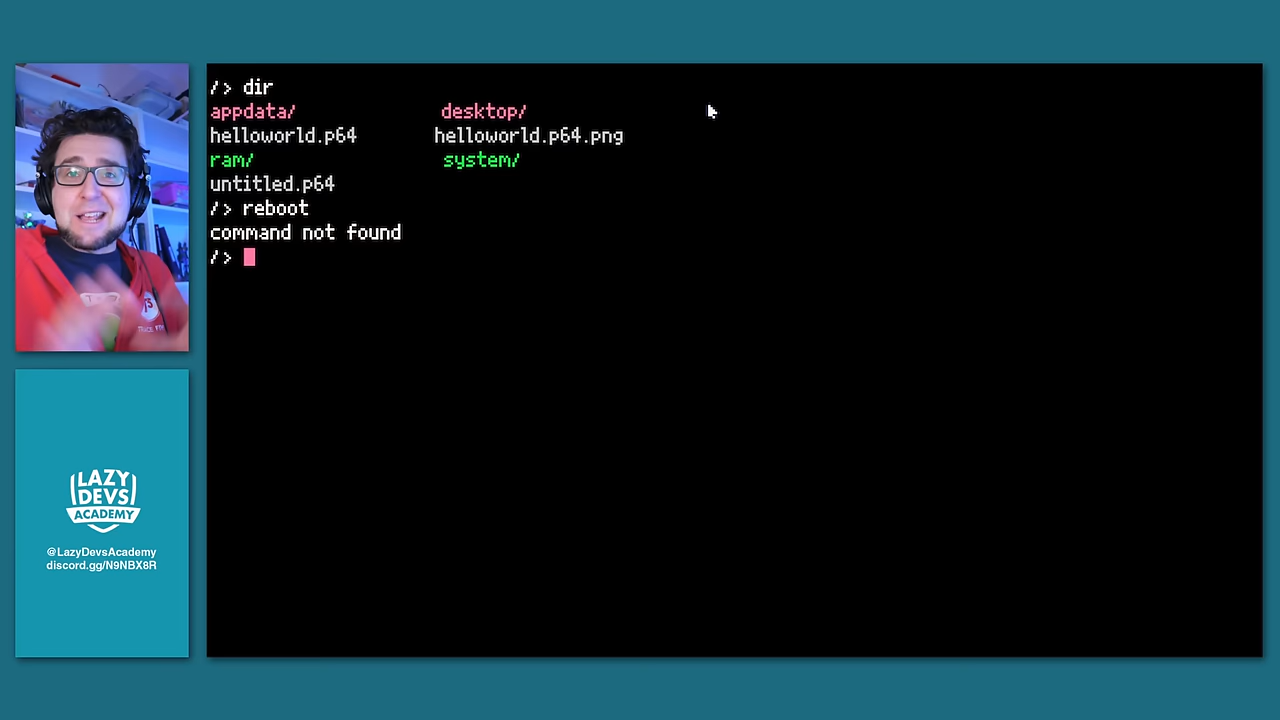 /> dir
appdata/ desktop/
helloworld.p64 helloworld.p64.png
ram/ system/
untitled.p64
/> reboot
command not found
/>
LAZY
DEVS
ACADEMY
@LazyDevsAcademy
discord.gg/N9NBX8R